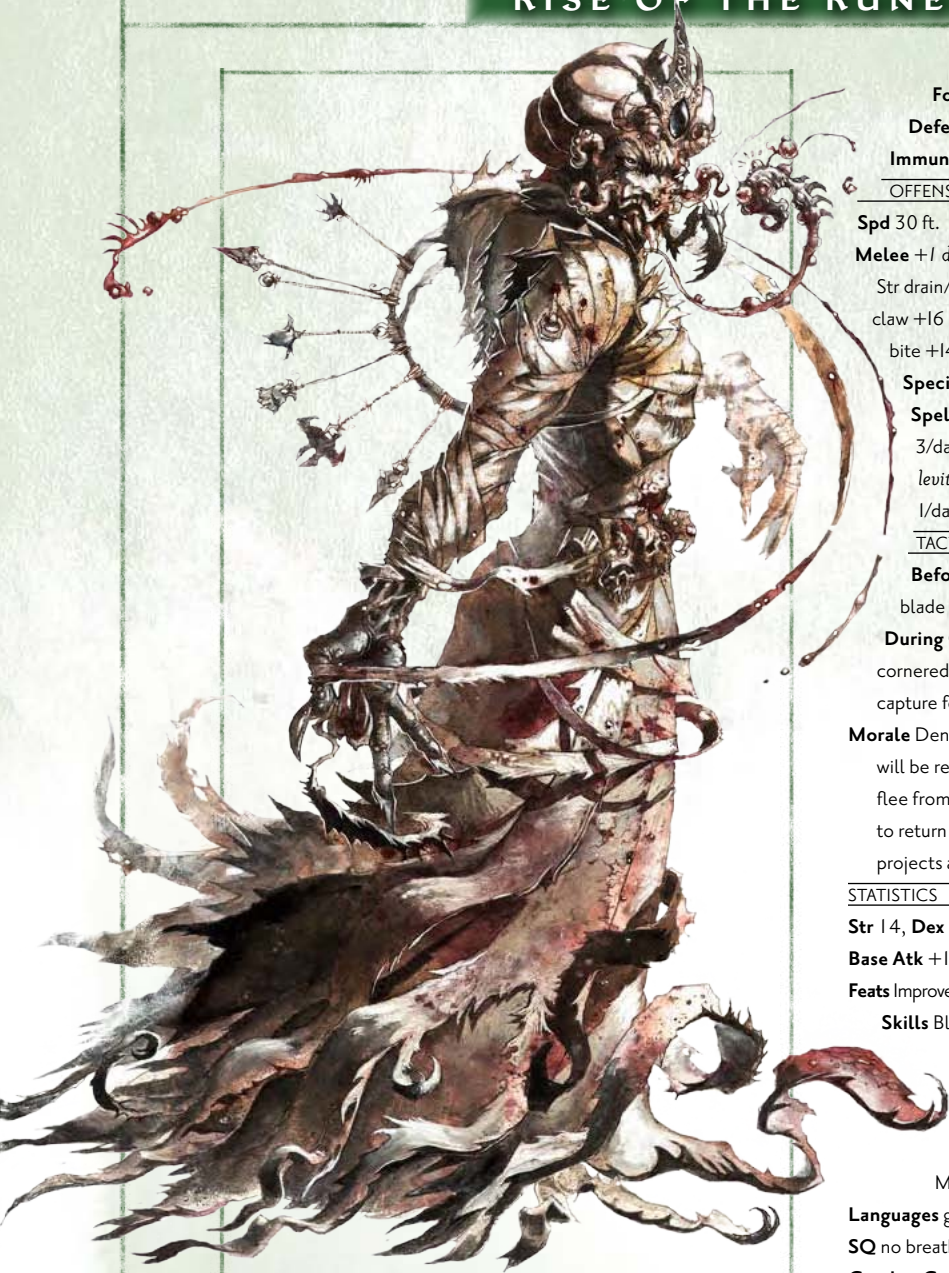 RISE OF THE RUNE
Fo
Defe
Immun
OFFENS
Spd 30 ft.
Melee +1 d
Str drain/
claw +16
bite +14
Speci
Spel
3/da
levit
1/da
TAC
Befo
blade
During
cornered
capture f
Morale Den
will be re
flee from
to return
projects a
STATISTICS
Str 14, Dex
Base Atk +1
Feats Improve
Skills Bl
M
Languages g
SQ no breat